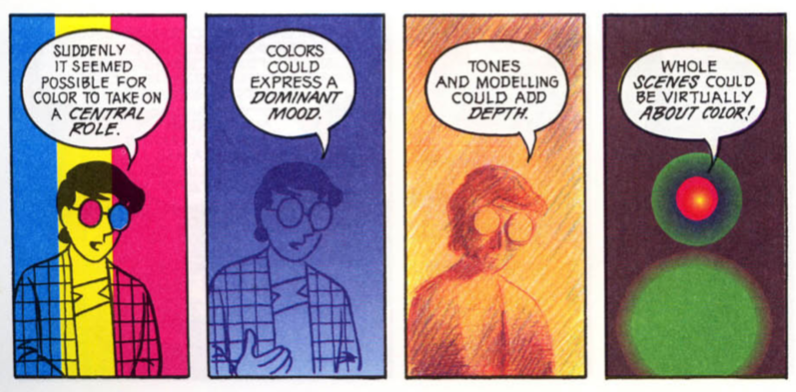 SUDDENLY
IT SEEMED
POSSIBLE FOR
COLOR TO TAKE ON
A CENTRAL
ROLE.
COLORS
COULD
EXPRESS A
DOMINANT
MOOD.
TONES
AND MODELLING
COULD ADD
DEPTH.
WHOLE
SCENES COULD
BE VIRTUALLY
ABOUT COLOR!